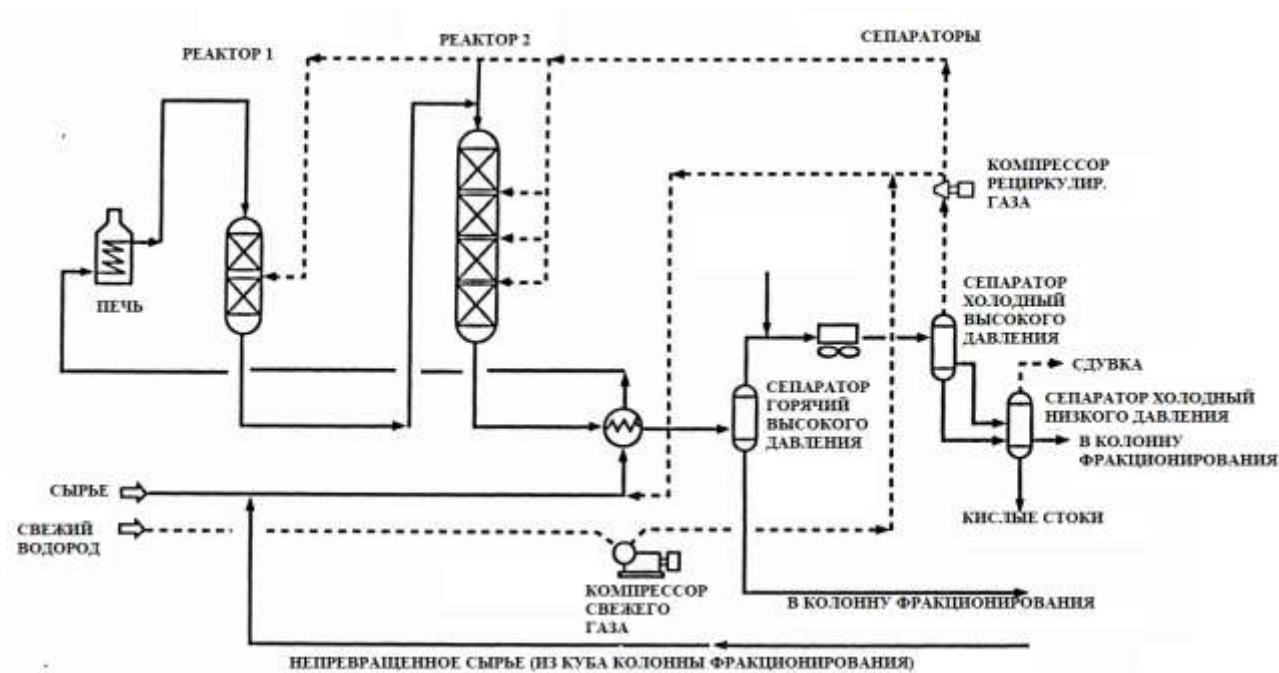 РЕАКТОР 1
РЕАКТОР 2
СЕПАРАТОРЫ
КОМПРЕССОР
РЕЦИРКУЛИР.
ГАЗА
ПЕЧЬ
СЕПАРАТОР
ХОЛОДНЫЙ
ВЫСОКОГО
ДАВЛЕНИЯ
СДУВКА
СЕПАРАТОР
ГОРЯЧИЙ
ВЫСОКОГО
ДАВЛЕНИЯ
СЕПАРАТОР ХОЛОДНЫЙ
НИЗКОГО ДАВЛЕНИЯ
В КОЛОННУ
ФРАКЦИОНИРОВАНИЯ
СЫРЬЕ
КИСЛЫЕ СТОКИ
СВЕЖИЙ
ВОДОРОД
КОМПРЕССОР
СВЕЖЕГО
ГАЗА
В КОЛОННУ ФРАКЦИОНИРОВАНИЯ
НЕПРЕВРАЩЕННОЕ СЫРЬЕ (ИЗ КУБА КОЛОННЫ ФРАКЦИОНИРОВАНИЯ)